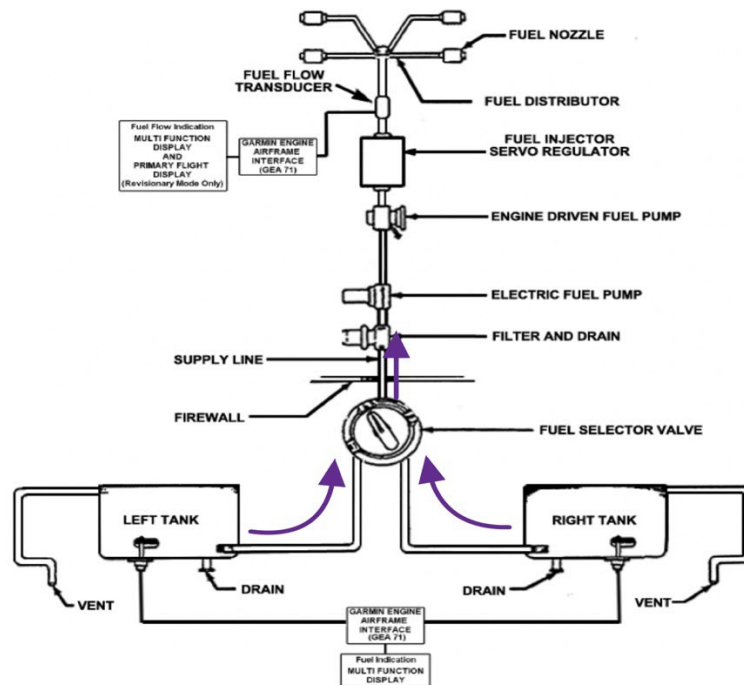 FUEL NOZZLE
FUEL FLOW
TRANSDUCER
FUEL DISTRIBUTOR
Fuel Flow Indication
MULTI FUNCTION
DISPLAY
AND
PRIMARY FLIGHT
DISPLAY
(Revisionary Mode Only)
GARMIN ENGINE
AIRFRAME
INTERFACE
(GEA 71)
FUEL INJECTOR
SERVO REGULATOR
ENGINE DRIVEN FUEL PUMP
ELECTRIC FUEL PUMP
FILTER AND DRAIN
SUPPLY LINE
FIREWALL
FUEL SELECTOR VALVE
LEFT TANK
RIGHT TANK
DRAIN
DRAIN
VENT
VENT
GARMIN ENGINE
AIRFRAME
INTERFACE
(GEA 71)
Fuel Indication
MULTI FUNCTION
DISPLAY